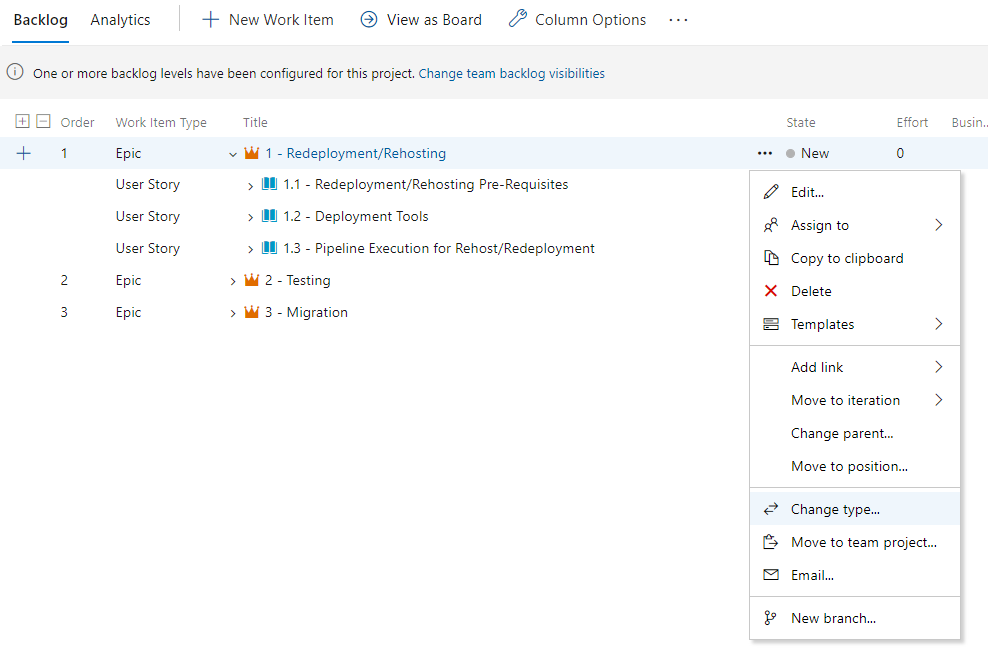 Backlog Analytics New Work Item View as Board Column Options ...
One or more backlog levels have been configured for this project. Change team backlog visibilities
Order Work Item Type Title State Effort Busin...
1 Epic 1 - Redeployment/Rehosting ... New 0
User Story 1.1 - Redeployment/Rehosting Pre-Requisites
User Story 1.2 - Deployment Tools
User Story 1.3 - Pipeline Execution for Rehost/Redeployment
2 Epic 2 - Testing
3 Epic 3 - Migration
Edit...
Assign to
Copy to clipboard
Delete
Templates
Add link
Move to iteration
Change parent...
Move to position...
Change type...
Move to team project...
Email...
New branch...